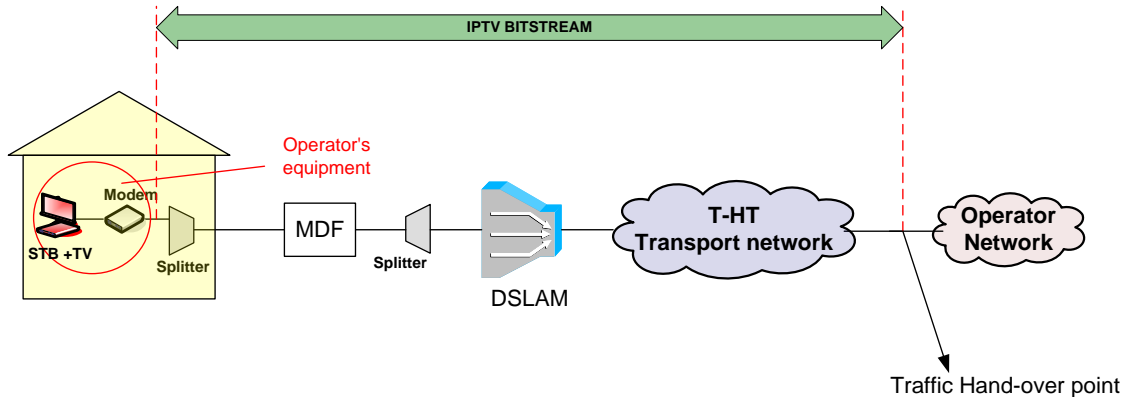 IPTV BITSTREAM
Operator's
equipment
Modem
STB +TV
Splitter
MDF
Splitter
DSLAM
T-HT
Transport network
Operator
Network
Traffic Hand-over point